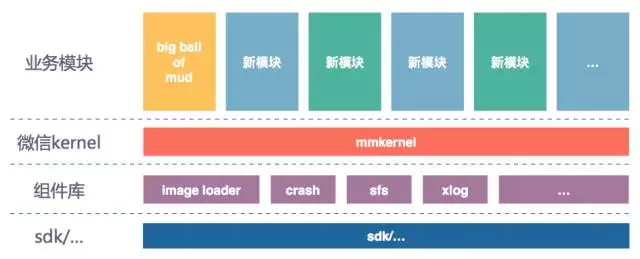 业务模块
big ball
of
mud
新模块
新模块
新模块
新模块
...
微信kernel
mmkernel
组件库
image loader
crash
sfs
xlog
...
sdk/...
sdk/...